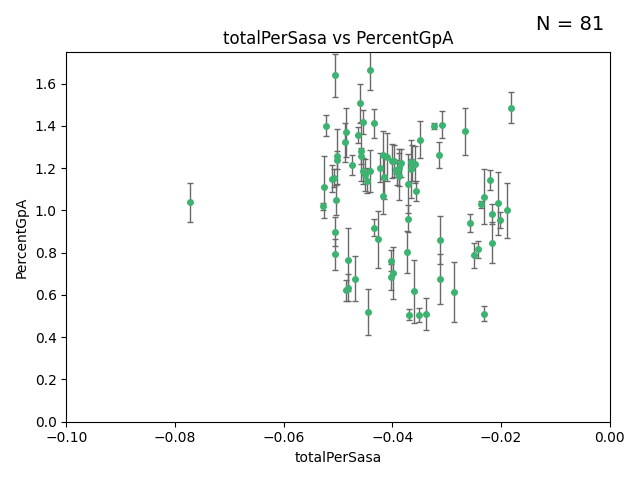 N = 81
totalPerSasa vs PercentGpA
PercentGpA
1.6
1.4
1.2
1.0
0.8
0.6
0.4
0.2
0.0
−0.10 −0.08 −0.06 −0.04 −0.02 0.00
totalPerSasa